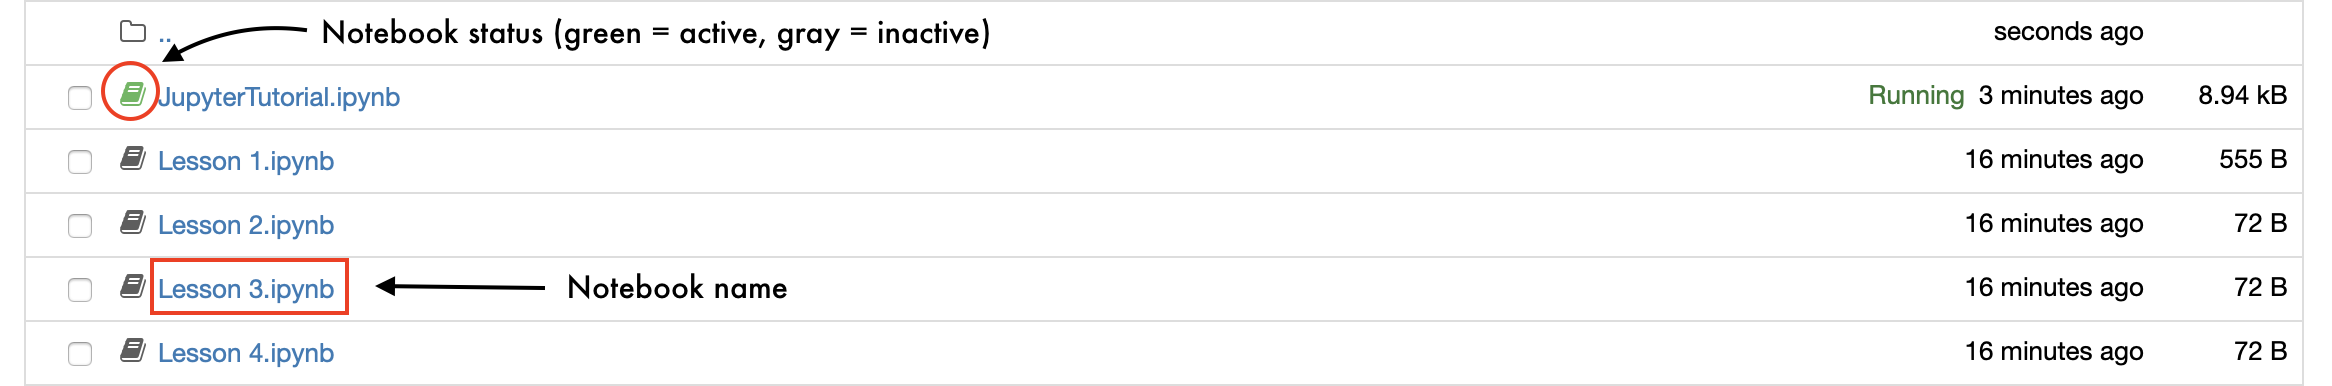 .. Notebook status (green = active, gray = inactive) seconds ago
JupyterTutorial.ipynb Running 3 minutes ago 8.94 kB
Lesson 1.ipynb 16 minutes ago 555 B
Lesson 2.ipynb 16 minutes ago 72 B
Lesson 3.ipynb Notebook name 16 minutes ago 72 B
Lesson 4.ipynb 16 minutes ago 72 B